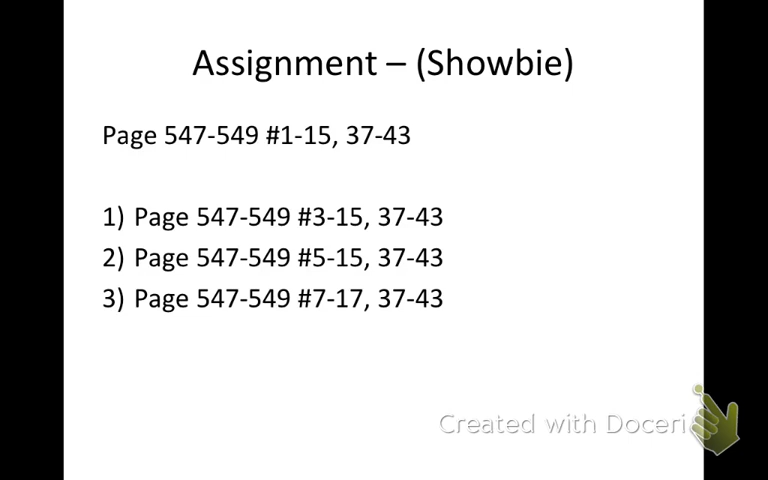 Assignment – (Showbie)
Page 547-549 #1-15, 37-43
1) Page 547-549 #3-15, 37-43
2) Page 547-549 #5-15, 37-43
3) Page 547-549 #7-17, 37-43
Created with Doceri